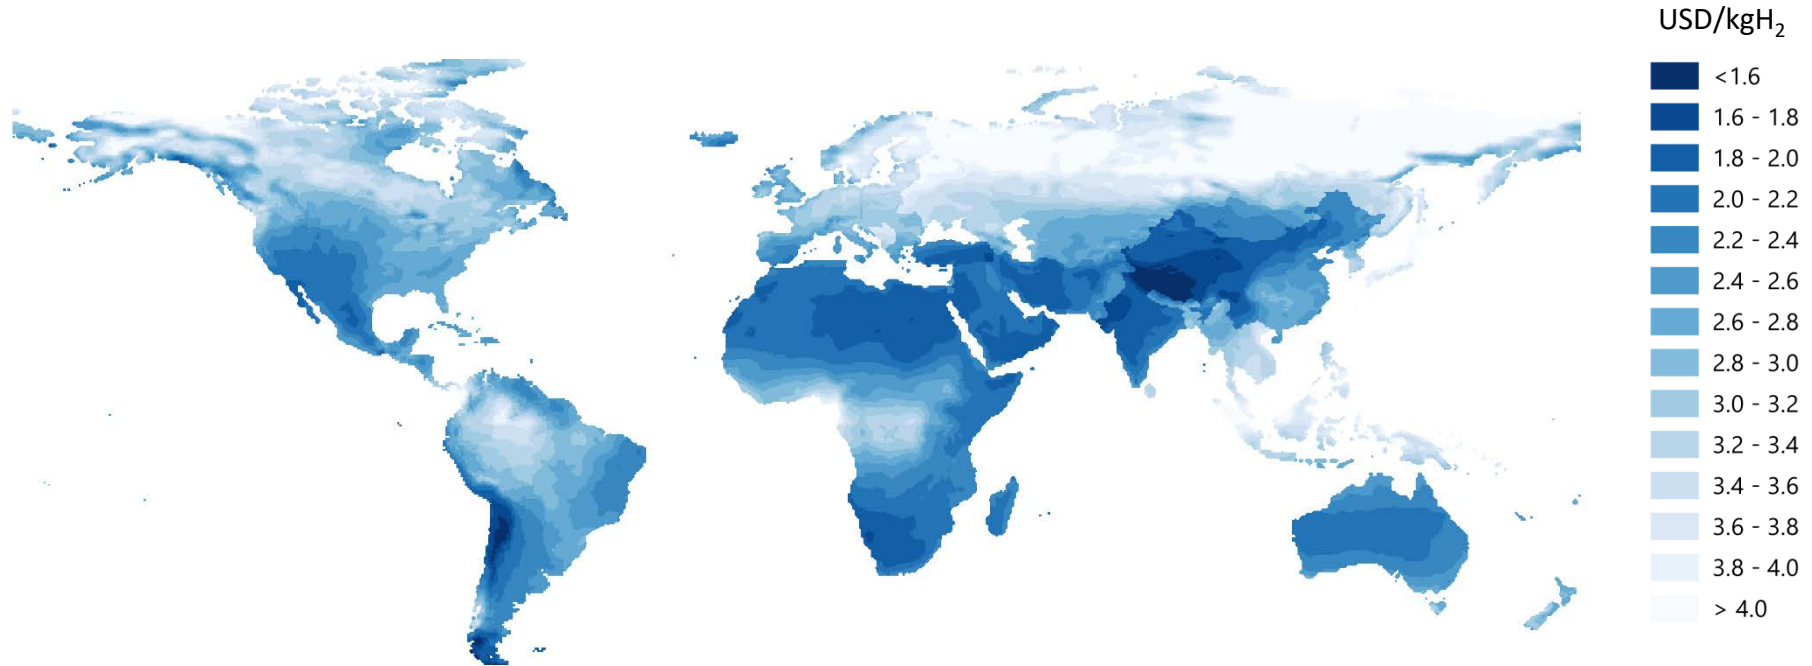 USD/kgH₂
<1.6
1.6 - 1.8
1.8 - 2.0
2.0 - 2.2
2.2 - 2.4
2.4 - 2.6
2.6 - 2.8
2.8 - 3.0
3.0 - 3.2
3.2 - 3.4
3.4 - 3.6
3.6 - 3.8
3.8 - 4.0
> 4.0